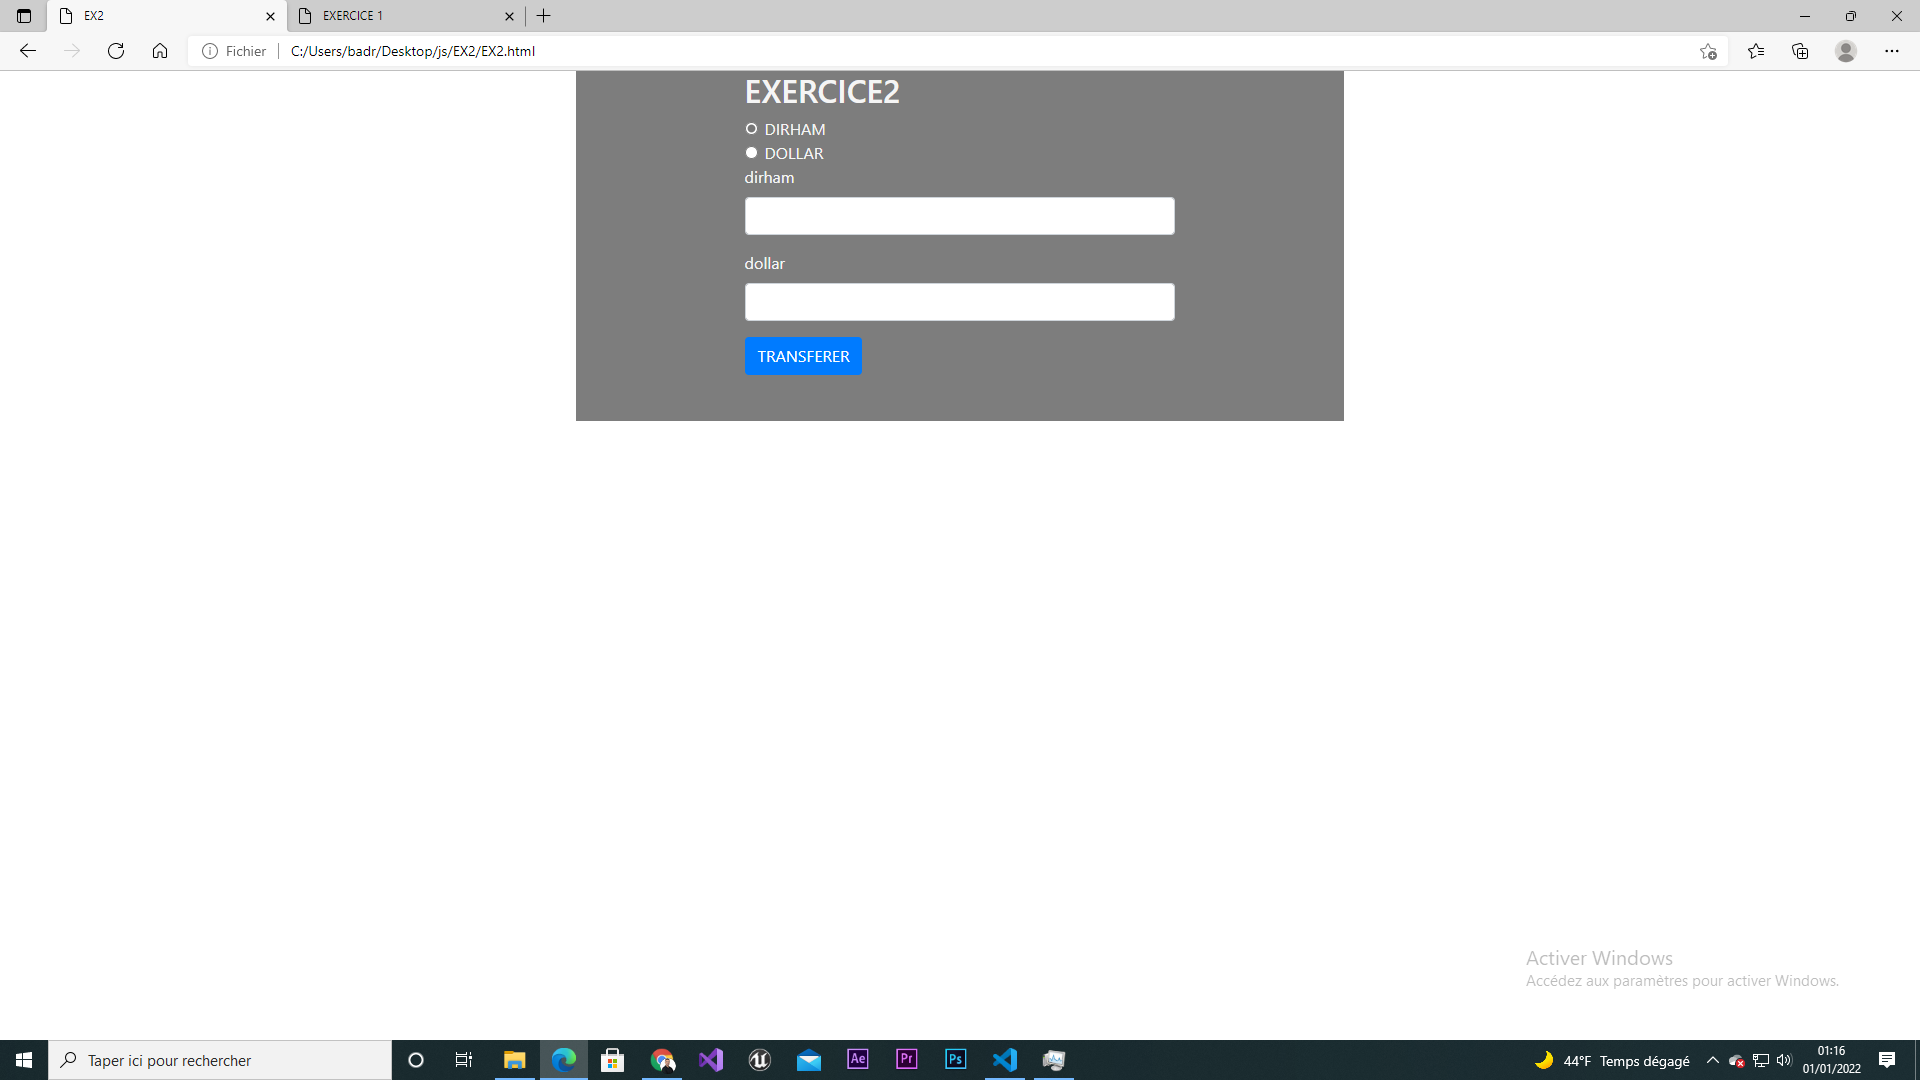 EX2
EXERCICE 1
Fichier
C:/Users/badr/Desktop/js/EX2/EX2.html
EXERCICE2
DIRHAM
DOLLAR
dirham
dollar
TRANSFERER
Activer Windows
Accédez aux paramètres pour activer Windows.
Taper ici pour rechercher
Ae
Pr
Ps
44°F Temps dégagé
01:16
01/01/2022